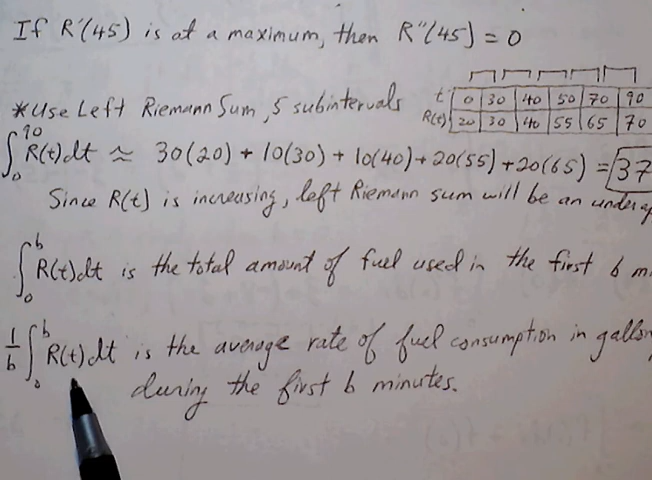 If R'(45) is at a maximum, then R''(45) = 0
*Use Left Riemann Sum, 5 subintervals
t 0 30 40 50 70 90
R(t) 20 30 40 55 65 70
∫₀⁹⁰ R(t)dt ≈ 30(20) + 10(30) + 10(40) + 20(55) + 20(65) = 37
Since R(t) is increasing, left Riemann sum will be an under
∫₀ᵇ R(t)dt is the total amount of fuel used in the first b m
1/b ∫₀ᵇ R(t)dt is the average rate of fuel consumption in gallon
during the first b minutes.